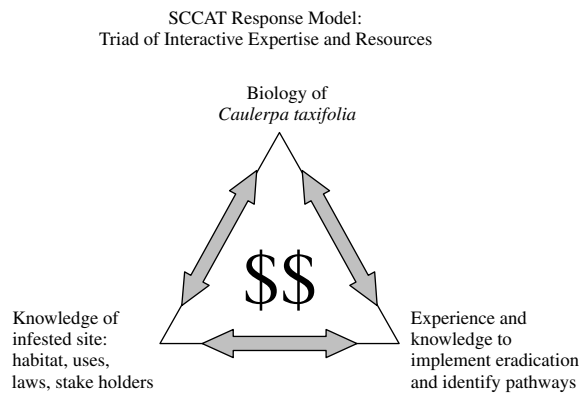 SCCAT Response Model:
Triad of Interactive Expertise and Resources
Biology of
Caulerpa taxifolia
$$
Knowledge of
infested site:
habitat, uses,
laws, stake holders
Experience and
knowledge to
implement eradication
and identify pathways